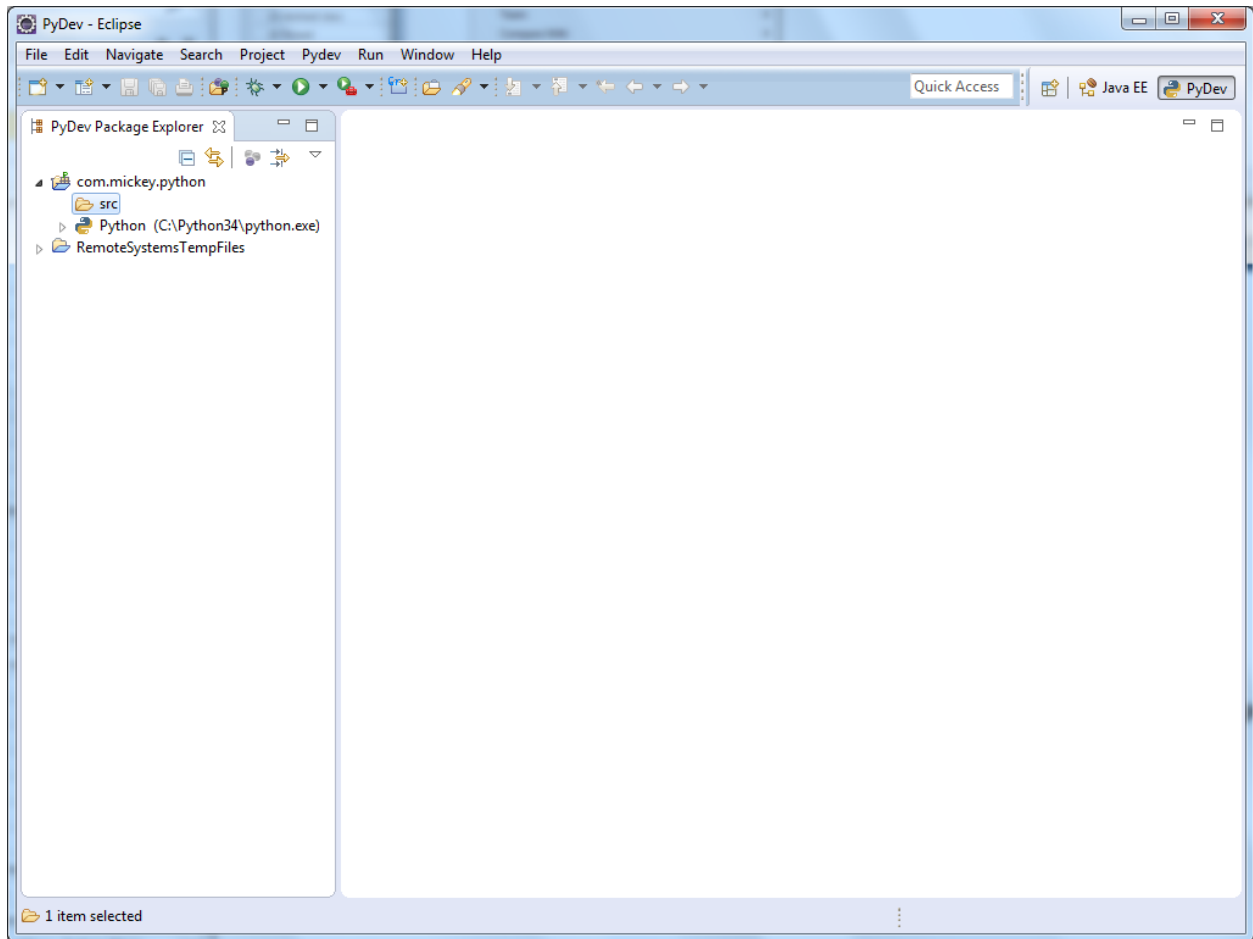 PyDev - Eclipse
File Edit Navigate Search Project Pydev Run Window Help
Quick Access Java EE PyDev
PyDev Package Explorer
com.mickey.python
src
Python (C:\Python34\python.exe)
RemoteSystemsTempFiles
1 item selected